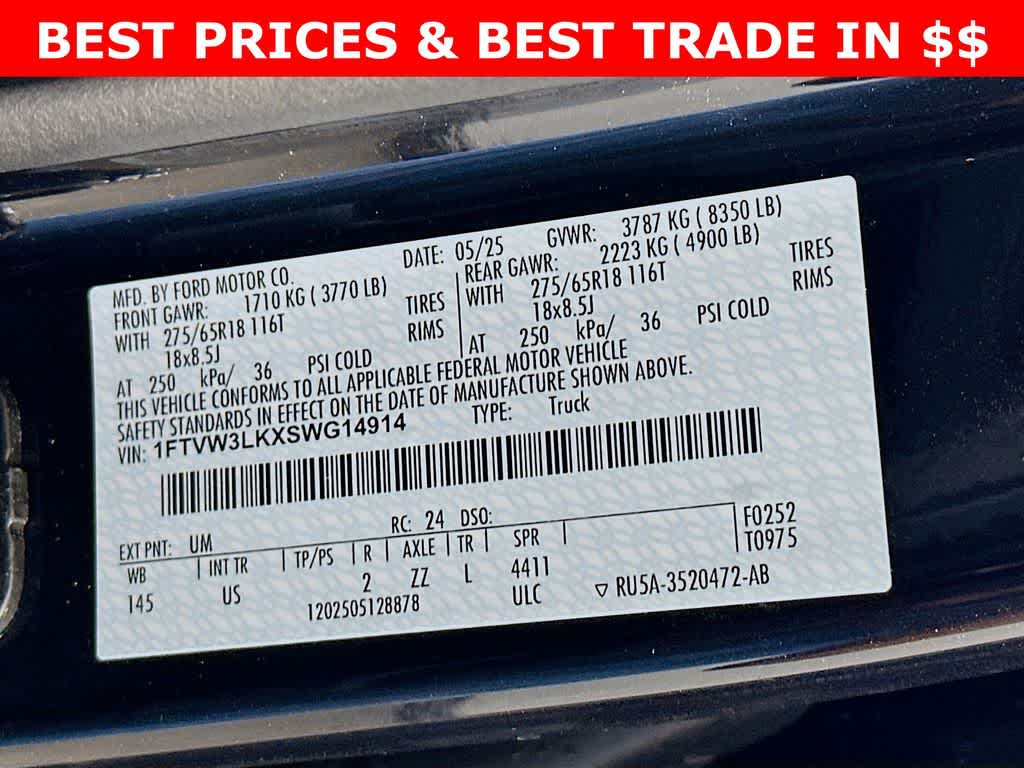 BEST PRICES & BEST TRADE IN $$
MFD. BY FORD MOTOR CO.
DATE: 05/25 GVWR: 3787 KG ( 8350 LB)
FRONT GAWR: 1710 KG ( 3770 LB)
WITH 275/65R18 116T TIRES
18x8.5J RIMS
AT 250 kPa/ 36 PSI COLD
REAR GAWR: 2223 KG ( 4900 LB)
WITH 275/65R18 116T TIRES
18x8.5J RIMS
AT 250 kPa/ 36 PSI COLD
THIS VEHICLE CONFORMS TO ALL APPLICABLE FEDERAL MOTOR VEHICLE
SAFETY STANDARDS IN EFFECT ON THE DATE OF MANUFACTURE SHOWN ABOVE.
VIN: 1FTVW3LKXSWG14914 TYPE: Truck
EXT PNT: UM RC: 24 DSO: F0252
WB INT TR TP/PS R AXLE TR SPR T0975
145 US 2 ZZ L 4411
1202505128878 ULC ▽ RU5A-3520472-AB